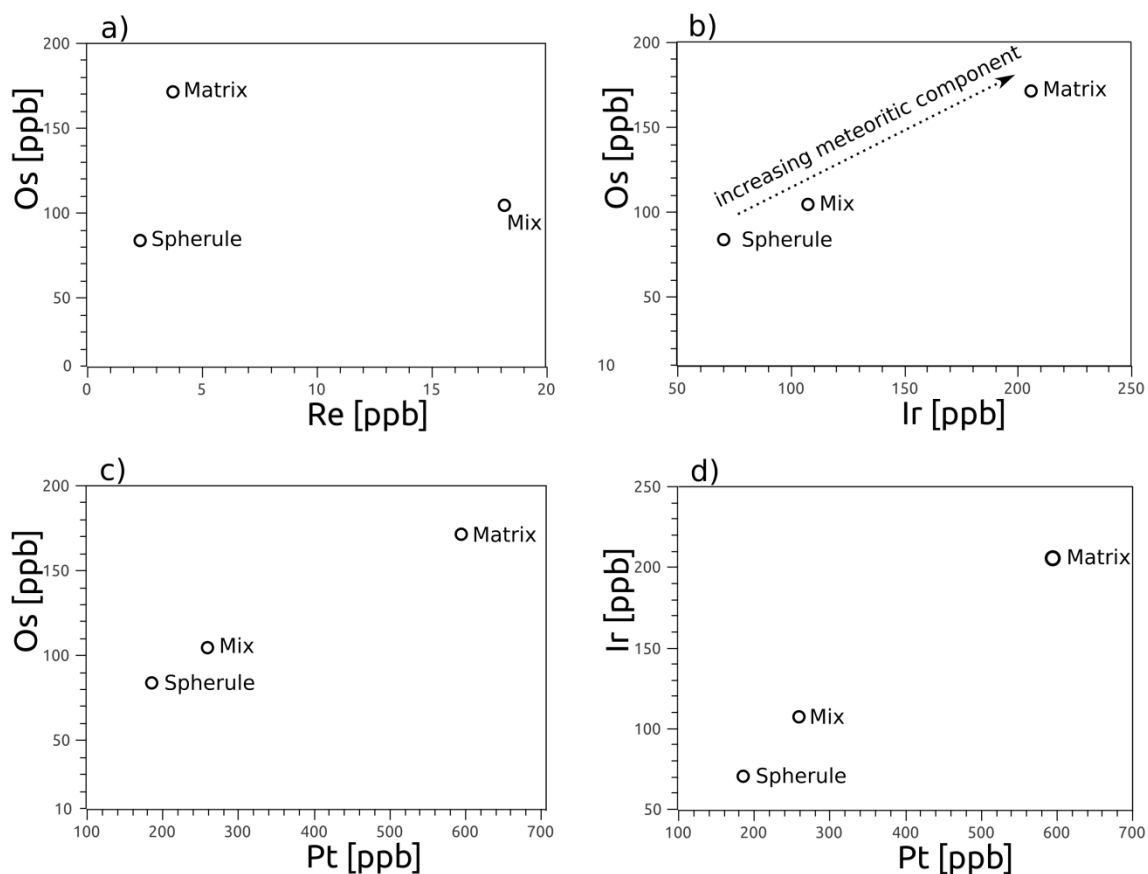 a)
200
150
100
50
0
Os [ppb]
Matrix
Spherule
Mix
0
5
10
15
20
Re [ppb]
b)
200
150
100
50
10
Os [ppb]
increasing meteoritic component
Matrix
Mix
Spherule
50
100
150
200
250
Ir [ppb]
c)
200
150
100
50
10
Os [ppb]
Matrix
Mix
Spherule
100
200
300
400
500
600
700
Pt [ppb]
d)
250
200
150
100
50
Ir [ppb]
Matrix
Mix
Spherule
100
200
300
400
500
600
700
Pt [ppb]